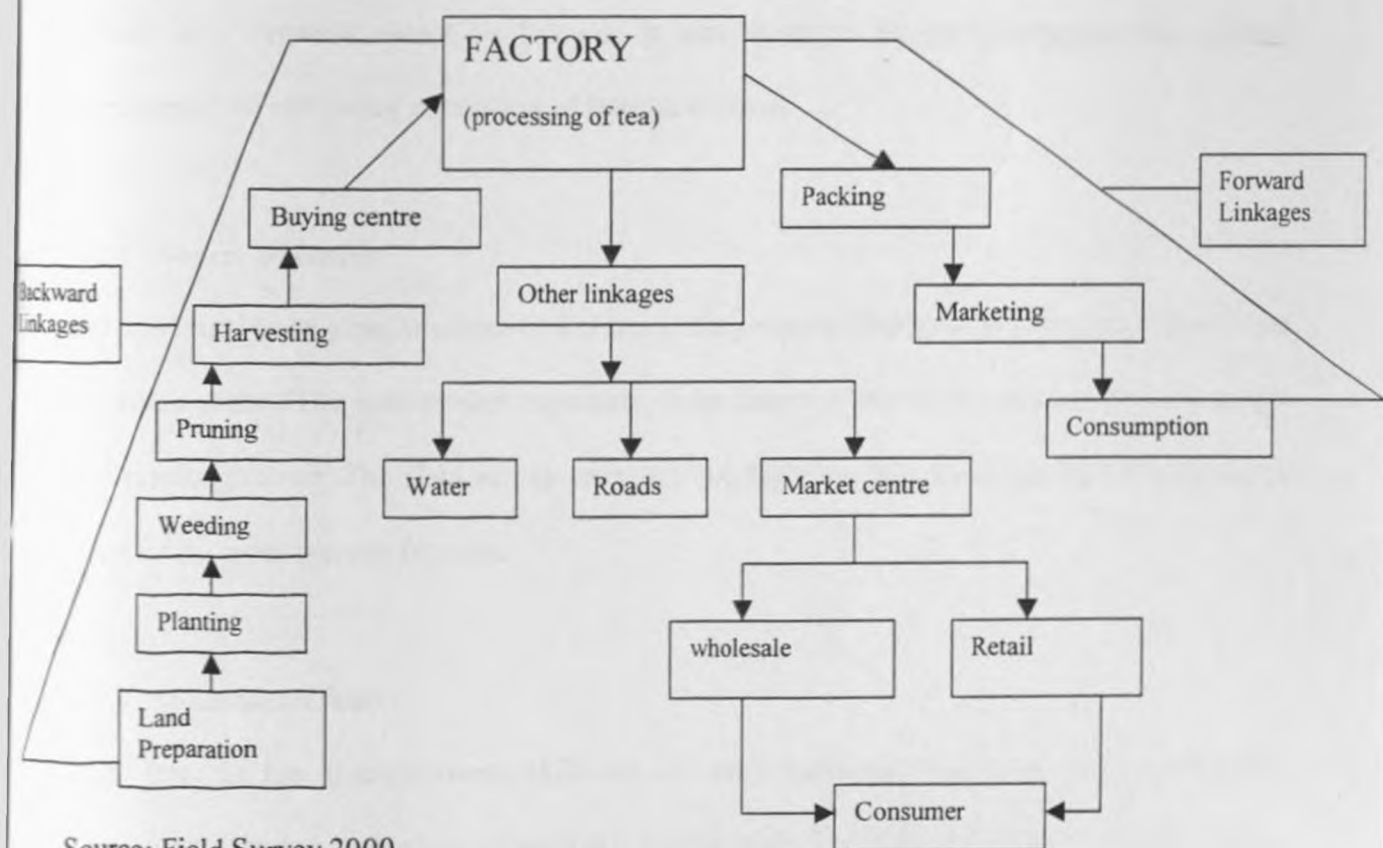 FACTORY
(processing of tea)
Packing
Forward
Linkages
Buying centre
Other linkages
Marketing
Backward
linkages
Harvesting
Pruning
Consumption
Water
Roads
Market centre
Weeding
Planting
wholesale
Retail
Land
Preparation
Consumer
Source: Field Survey 2000